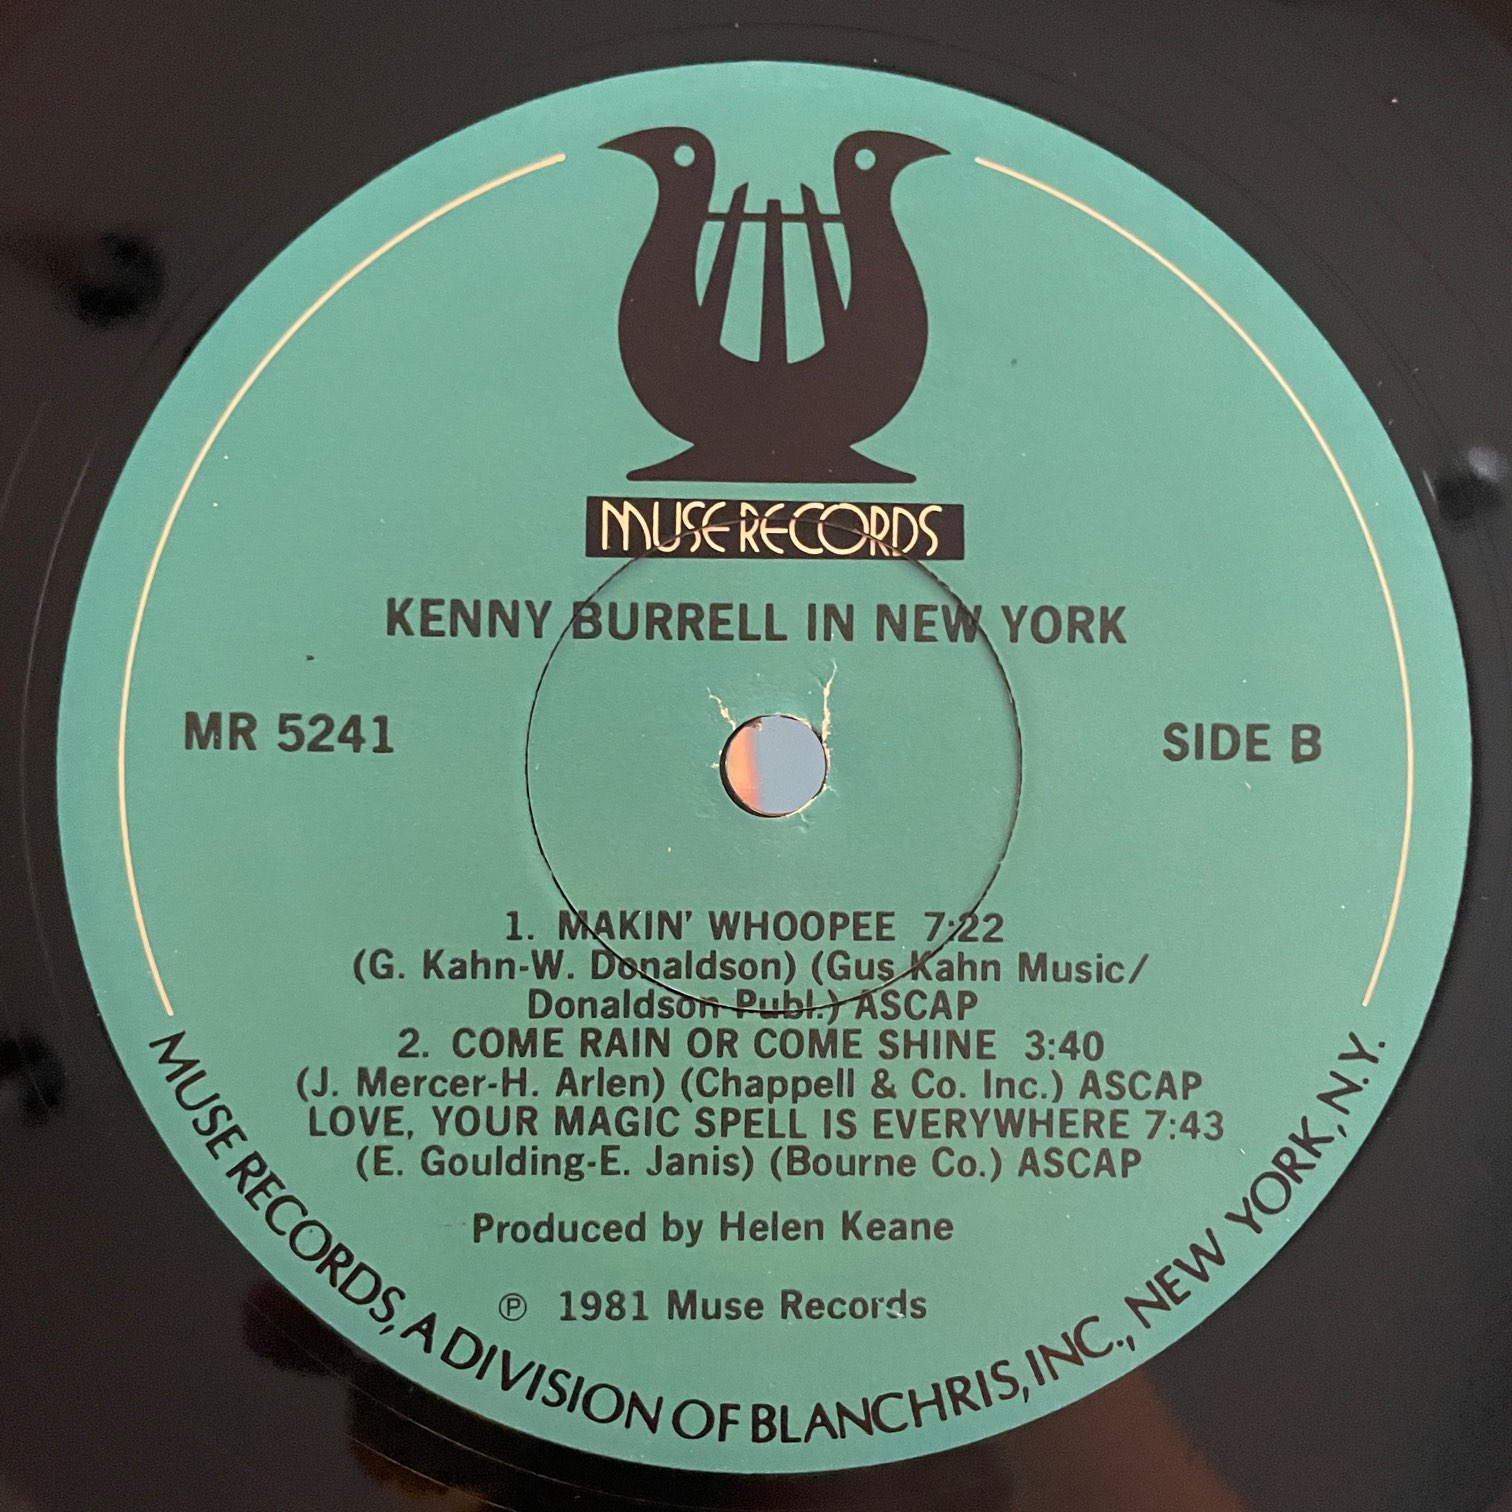 MUSE RECORDS
KENNY BURRELL IN NEW YORK
MR 5241
SIDE B
1. MAKIN' WHOOPEE 7:22
(G. Kahn-W. Donaldson) (Gus Kahn Music/
Donaldson Publ.) ASCAP
2. COME RAIN OR COME SHINE 3:40
(J. Mercer-H. Arlen) (Chappell & Co. Inc.) ASCAP
LOVE, YOUR MAGIC SPELL IS EVERYWHERE 7:43
(E. Goulding-E. Janis) (Bourne Co.) ASCAP
Produced by Helen Keane
℗ 1981 Muse Records
MUSE RECORDS, A DIVISION OF BLANCHRIS, INC., NEW YORK, N.Y.